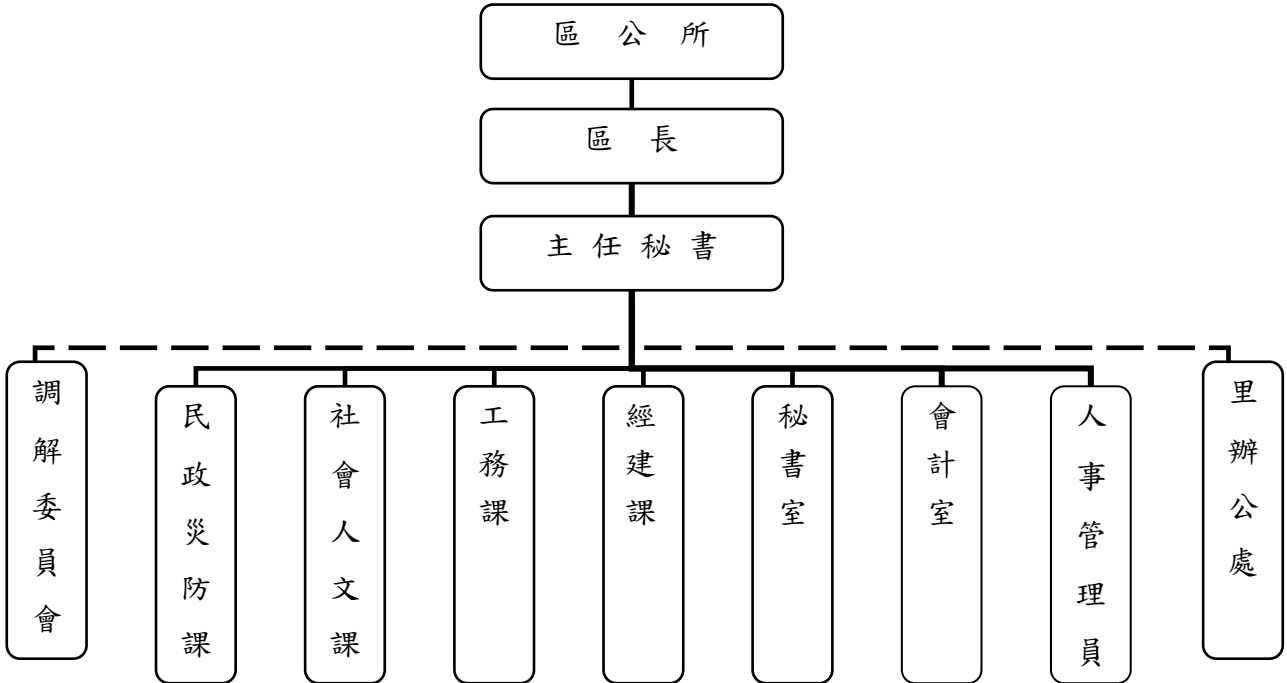 區公所
區長
主任秘書
調解委員會
民政災防課
社會人文課
工務課
經建課
秘書室
會計室
人事管理員
里辦公處